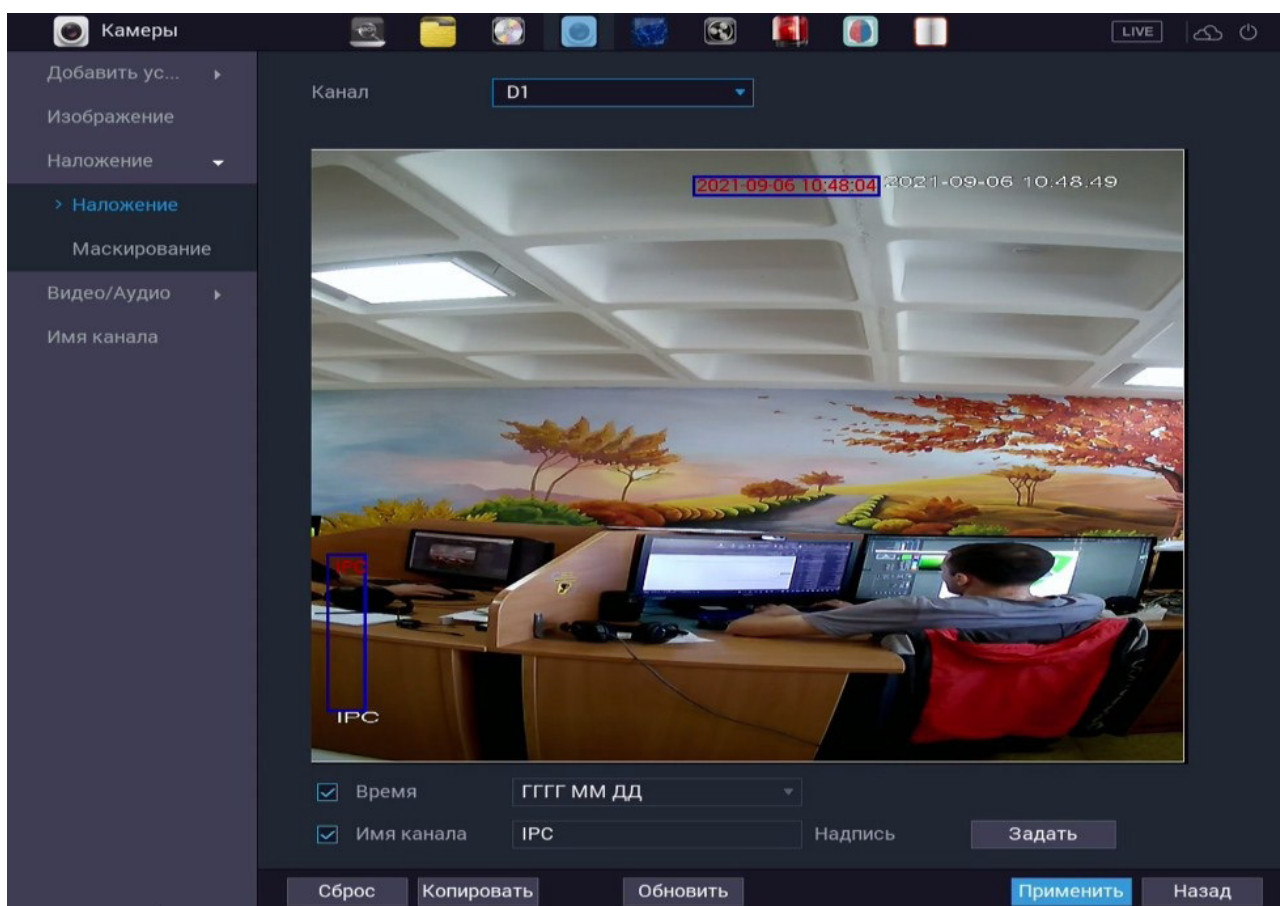 Камеры
LIVE
Добавить ус...
Изображение
Наложение
> Наложение
Маскирование
Видео/Аудио
Имя канала
Канал D1
2021-09-06 10:48:04 2021-09-06 10:48:49
IPC
IPC
Время ГГГГ ММ ДД
Имя канала IPC Надпись Задать
Сброс Копировать Обновить Применить Назад